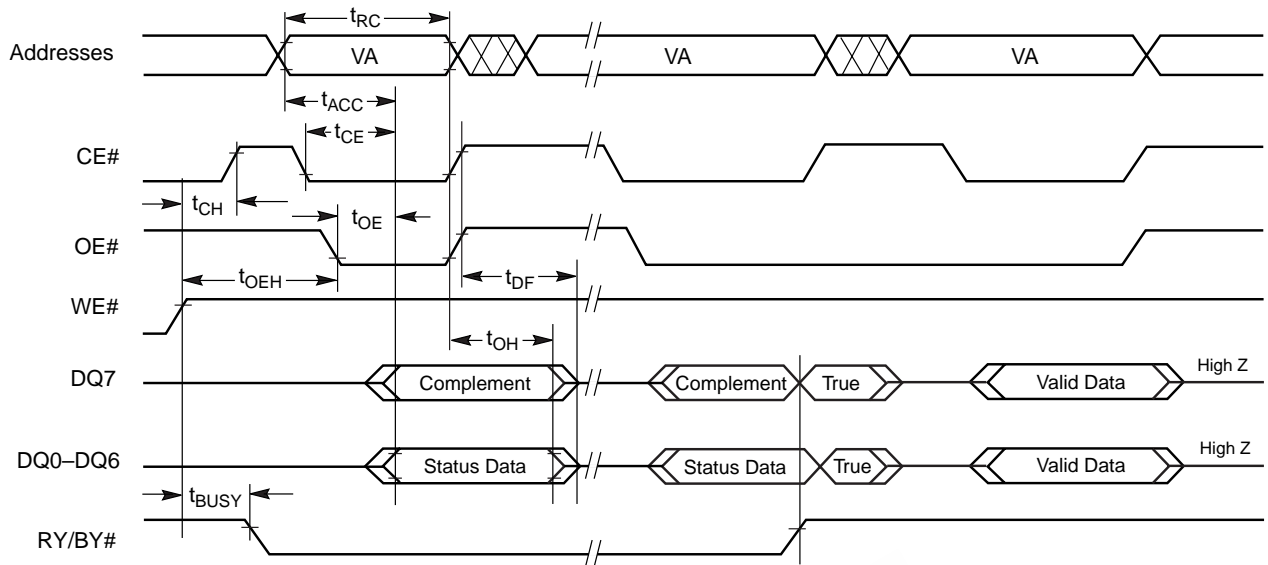 tRC
Addresses VA VA VA
tACC
tCE
CE#
tCH tOE
OE#
tOEH tDF
WE#
tOH
DQ7 Complement Complement True Valid Data High Z
DQ0–DQ6 Status Data Status Data True Valid Data High Z
tBUSY
RY/BY#